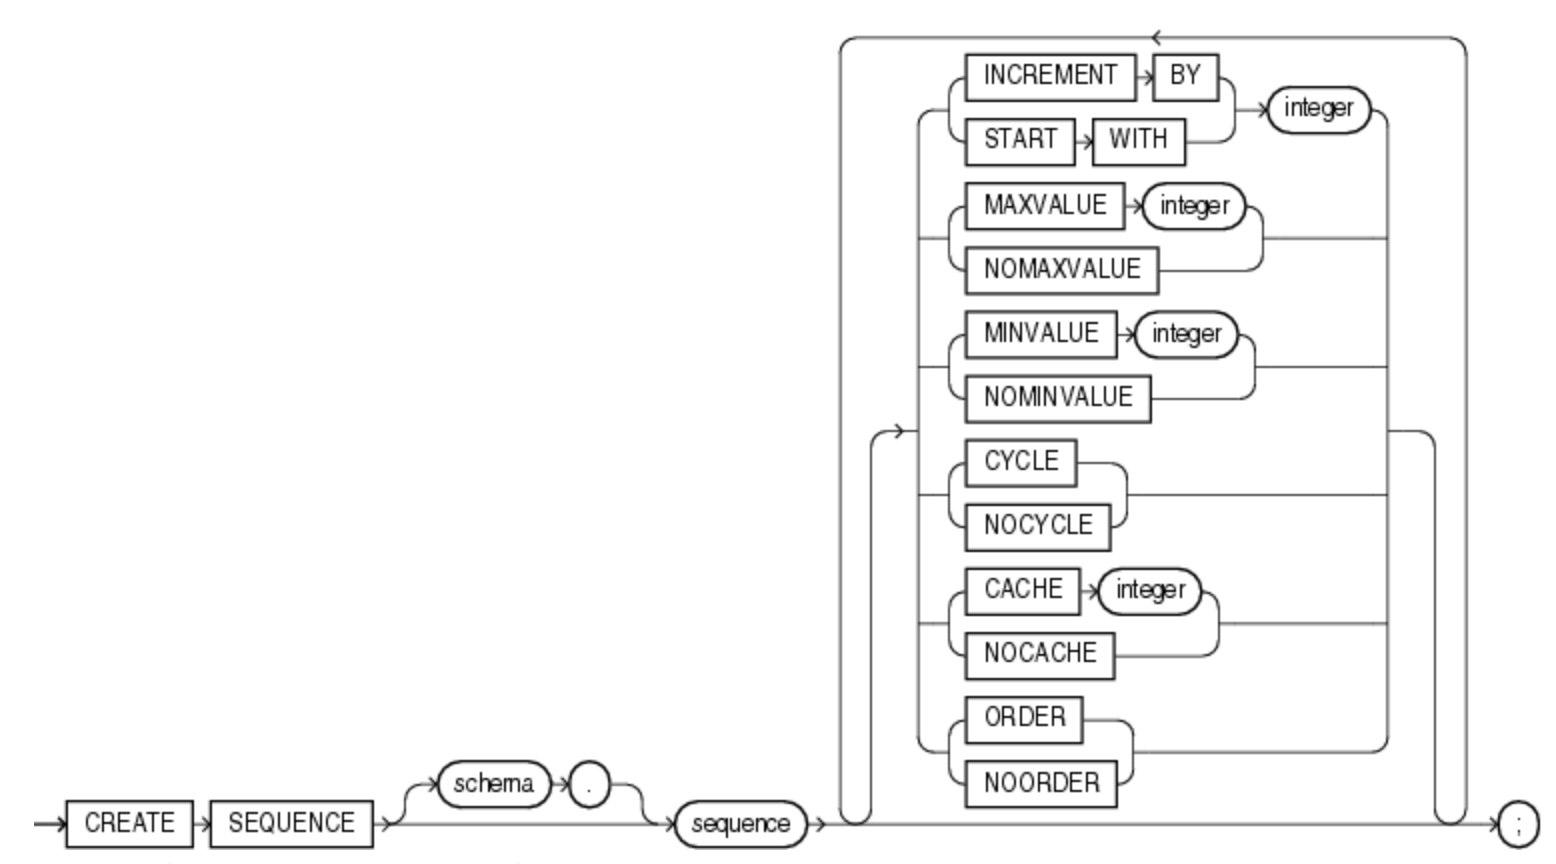 INCREMENT BY
integer
START WITH
MAXVALUE integer
NOMAXVALUE
MINVALUE integer
NOMINVALUE
CYCLE
NOCYCLE
CACHE integer
NOCACHE
ORDER
NOORDER
schema .
CREATE SEQUENCE sequence ;